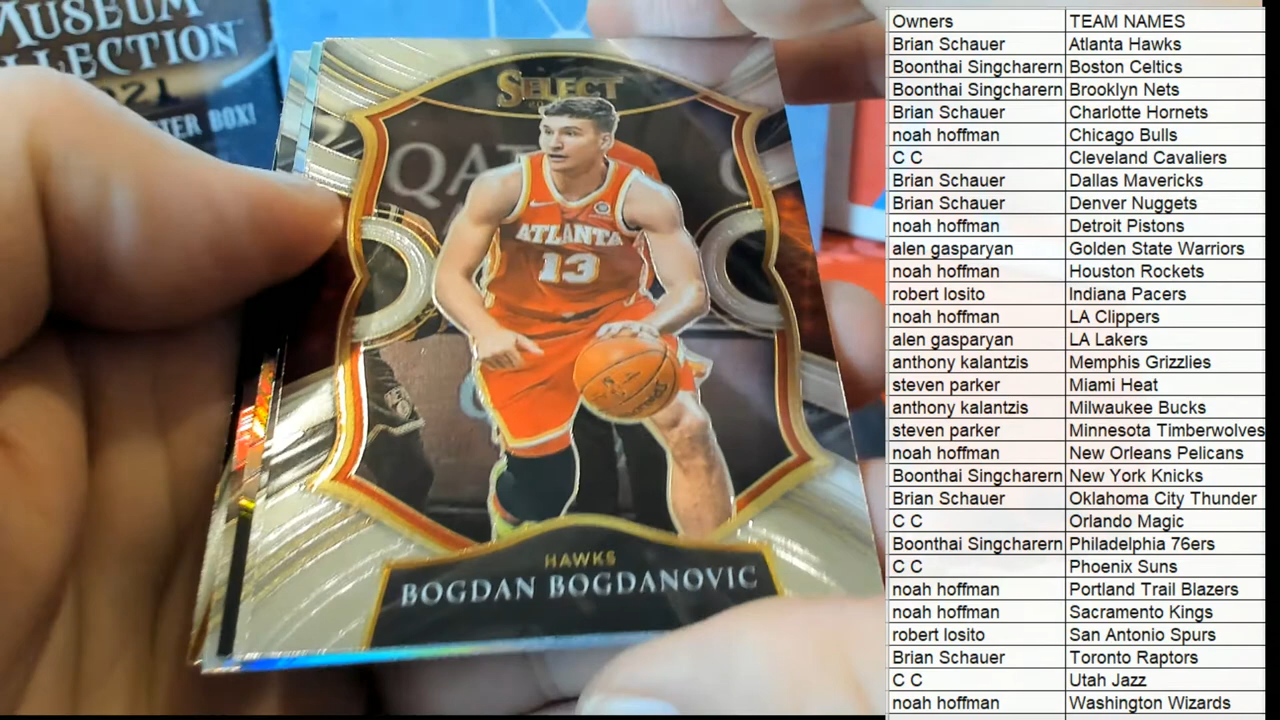 MUSEUM
COLLECTION
2021
BOX!
SELECT
QA
ATLANTA
13
HAWKS
BOGDAN BOGDANOVIC
Owners TEAM NAMES
Brian Schauer Atlanta Hawks
Boonthai Singcharern Boston Celtics
Boonthai Singcharern Brooklyn Nets
Brian Schauer Charlotte Hornets
noah hoffman Chicago Bulls
C C Cleveland Cavaliers
Brian Schauer Dallas Mavericks
Brian Schauer Denver Nuggets
noah hoffman Detroit Pistons
alen gasparyan Golden State Warriors
noah hoffman Houston Rockets
robert losito Indiana Pacers
noah hoffman LA Clippers
alen gasparyan LA Lakers
anthony kalantzis Memphis Grizzlies
steven parker Miami Heat
anthony kalantzis Milwaukee Bucks
steven parker Minnesota Timberwolves
noah hoffman New Orleans Pelicans
Boonthai Singcharern New York Knicks
Brian Schauer Oklahoma City Thunder
C C Orlando Magic
Boonthai Singcharern Philadelphia 76ers
C C Phoenix Suns
noah hoffman Portland Trail Blazers
noah hoffman Sacramento Kings
robert losito San Antonio Spurs
Brian Schauer Toronto Raptors
C C Utah Jazz
noah hoffman Washington Wizards